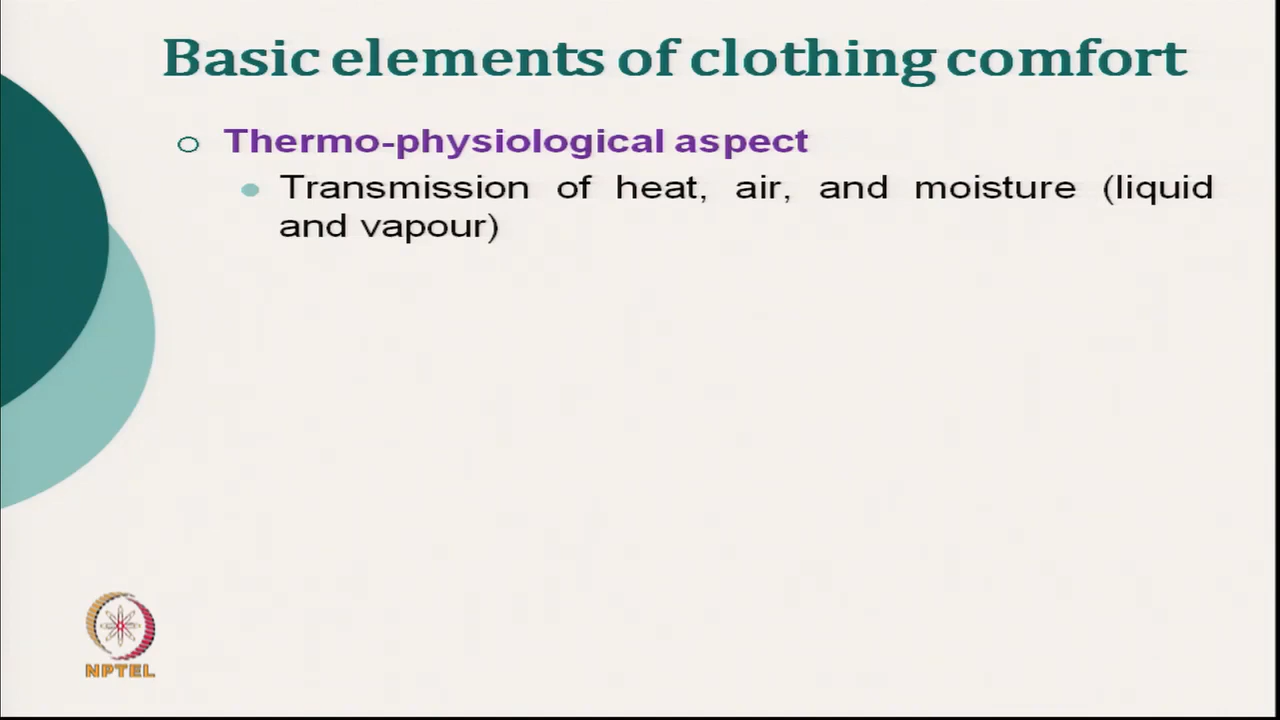 Basic elements of clothing comfort
Thermo-physiological aspect
Transmission of heat, air, and moisture (liquid
and vapour)
NPTEL